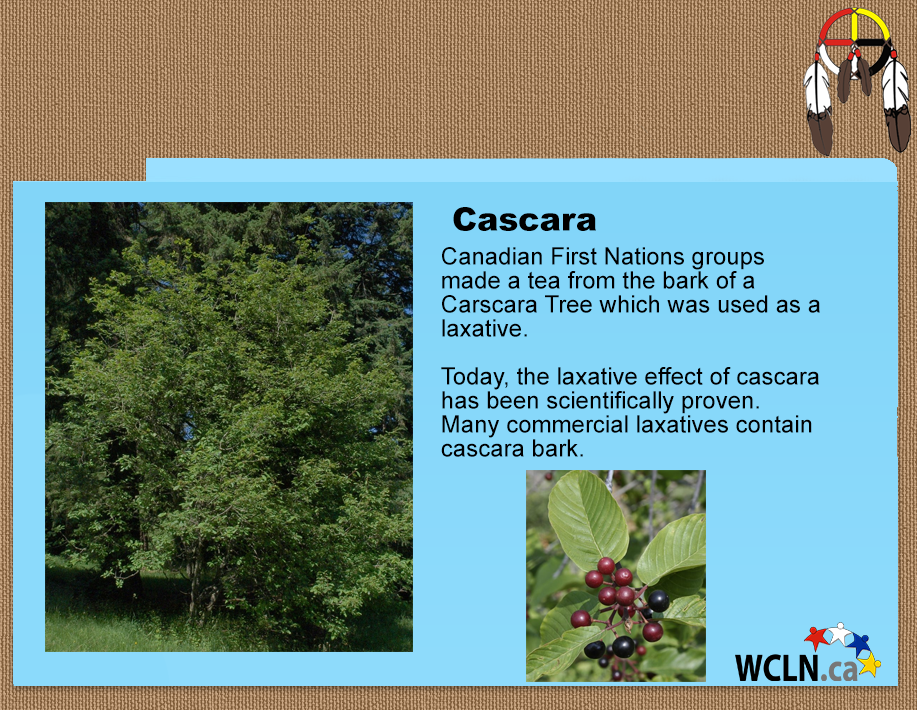 Cascara
Canadian First Nations groups
made a tea from the bark of a
Carscara Tree which was used as a
laxative.
Today, the laxative effect of cascara
has been scientifically proven.
Many commercial laxatives contain
cascara bark.
WCLN.ca